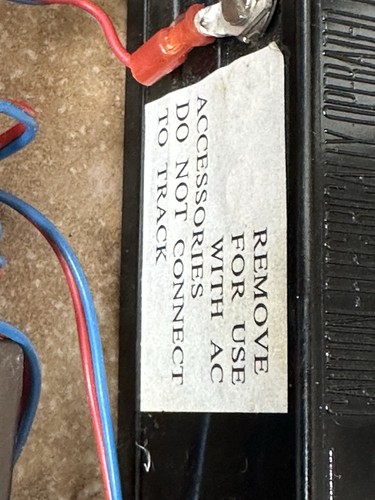 REMOVE
FOR USE
WITH AC
ACCESSORIES
DO NOT CONNECT
TO TRACK